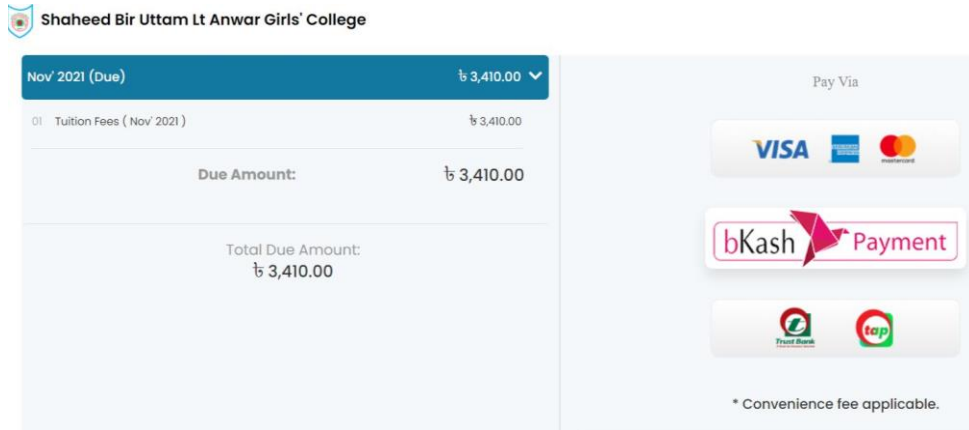 Shaheed Bir Uttam Lt Anwar Girls' College
Nov' 2021 (Due) ৳ 3,410.00
01 Tuition Fees ( Nov' 2021 ) ৳ 3,410.00
Due Amount: ৳ 3,410.00
Total Due Amount:
৳ 3,410.00
Pay Via
VISA mastercard
bKash Payment
Trust Bank tap
* Convenience fee applicable.